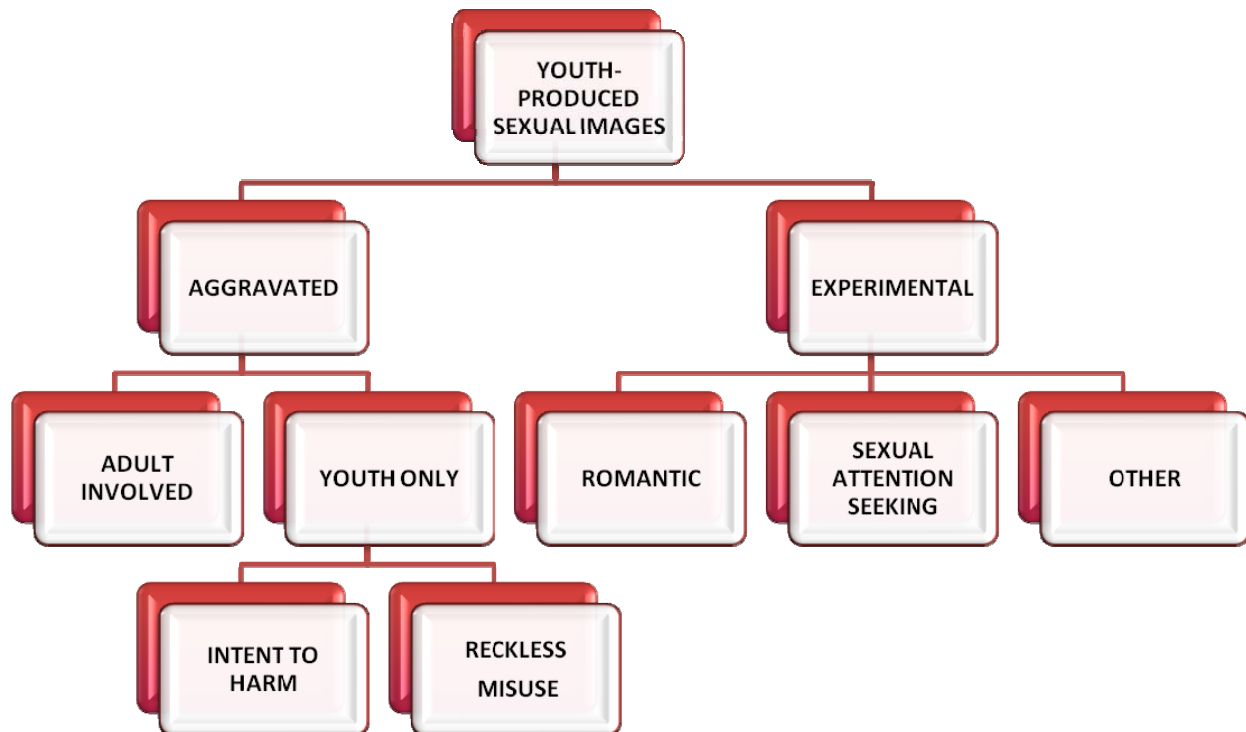 YOUTH-
PRODUCED
SEXUAL IMAGES
AGGRAVATED
EXPERIMENTAL
ADULT
INVOLVED
YOUTH ONLY
ROMANTIC
SEXUAL
ATTENTION
SEEKING
OTHER
INTENT TO
HARM
RECKLESS
MISUSE